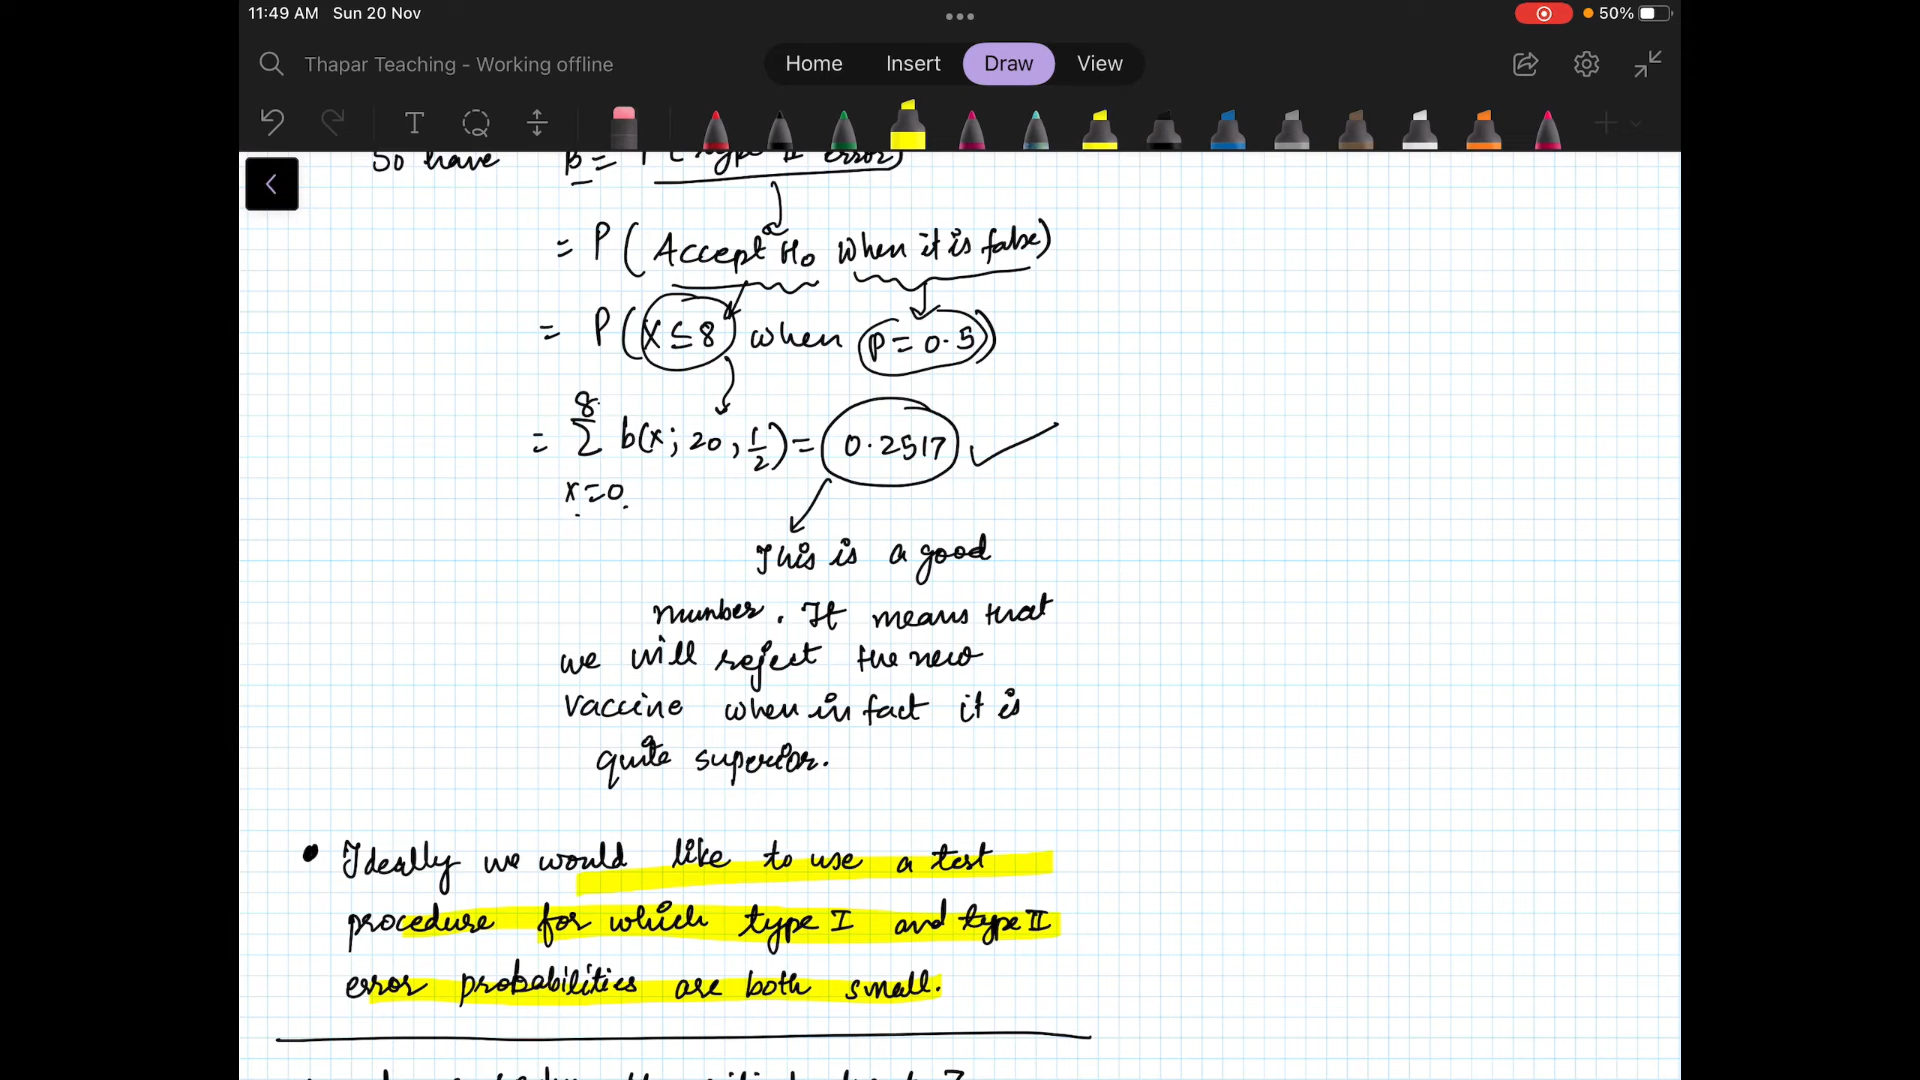 11:49 AM Sun 20 Nov
50%
Thapar Teaching - Working offline
Home Insert Draw View
T
So have β = P (type II error)
= P ( Accept H₀ when it is false)
= P ( X ≤ 8 when p = 0.5 )
8
= Σ b(x; 20, 1/2) = 0.2517
x=0
This is a good
number. It means that
we will reject the new
vaccine when in fact it is
quite superior.
• Ideally we would like to use a test
procedure for which type I and type II
error probabilities are both small.